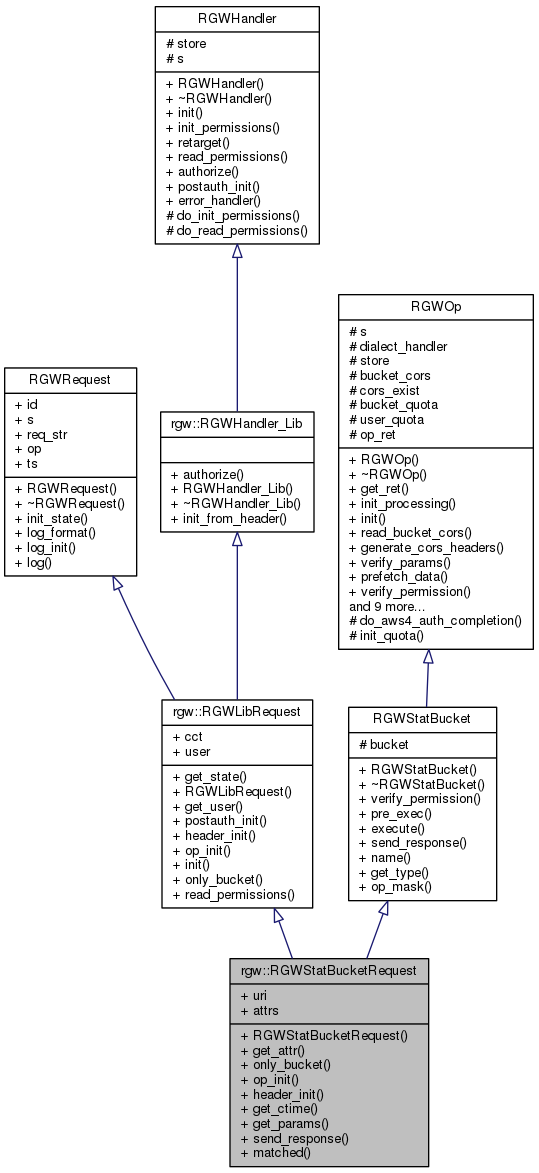 RGWHandler
# store
# s
+ RGWHandler()
+ ~RGWHandler()
+ init()
+ init_permissions()
+ retarget()
+ read_permissions()
+ authorize()
+ postauth_init()
+ error_handler()
# do_init_permissions()
# do_read_permissions()
RGWOp
# s
# dialect_handler
# store
# bucket_cors
# cors_exist
# bucket_quota
# user_quota
# op_ret
+ RGWOp()
+ ~RGWOp()
+ get_ret()
+ init_processing()
+ init()
+ read_bucket_cors()
+ generate_cors_headers()
+ verify_params()
+ prefetch_data()
+ verify_permission()
and 9 more...
# do_aws4_auth_completion()
# init_quota()
RGWRequest
+ id
+ s
+ req_str
+ op
+ ts
+ RGWRequest()
+ ~RGWRequest()
+ init_state()
+ log_format()
+ log_init()
+ log()
rgw::RGWHandler_Lib
+ authorize()
+ RGWHandler_Lib()
+ ~RGWHandler_Lib()
+ init_from_header()
rgw::RGWLibRequest
+ cct
+ user
+ get_state()
+ RGWLibRequest()
+ get_user()
+ postauth_init()
+ header_init()
+ op_init()
+ init()
+ only_bucket()
+ read_permissions()
RGWStatBucket
# bucket
+ RGWStatBucket()
+ ~RGWStatBucket()
+ verify_permission()
+ pre_exec()
+ execute()
+ send_response()
+ name()
+ get_type()
+ op_mask()
rgw::RGWStatBucketRequest
+ uri
+ attrs
+ RGWStatBucketRequest()
+ get_attr()
+ only_bucket()
+ op_init()
+ header_init()
+ get_ctime()
+ get_params()
+ send_response()
+ matched()